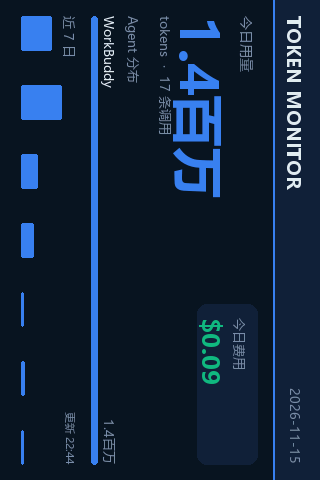 TOKEN MONITOR
2026-11-15
今日用量
1.4百万
tokens · 17 条调用
今日费用
$0.09
Agent 分布
WorkBuddy
1.4百万
近 7 日
更新 22:44